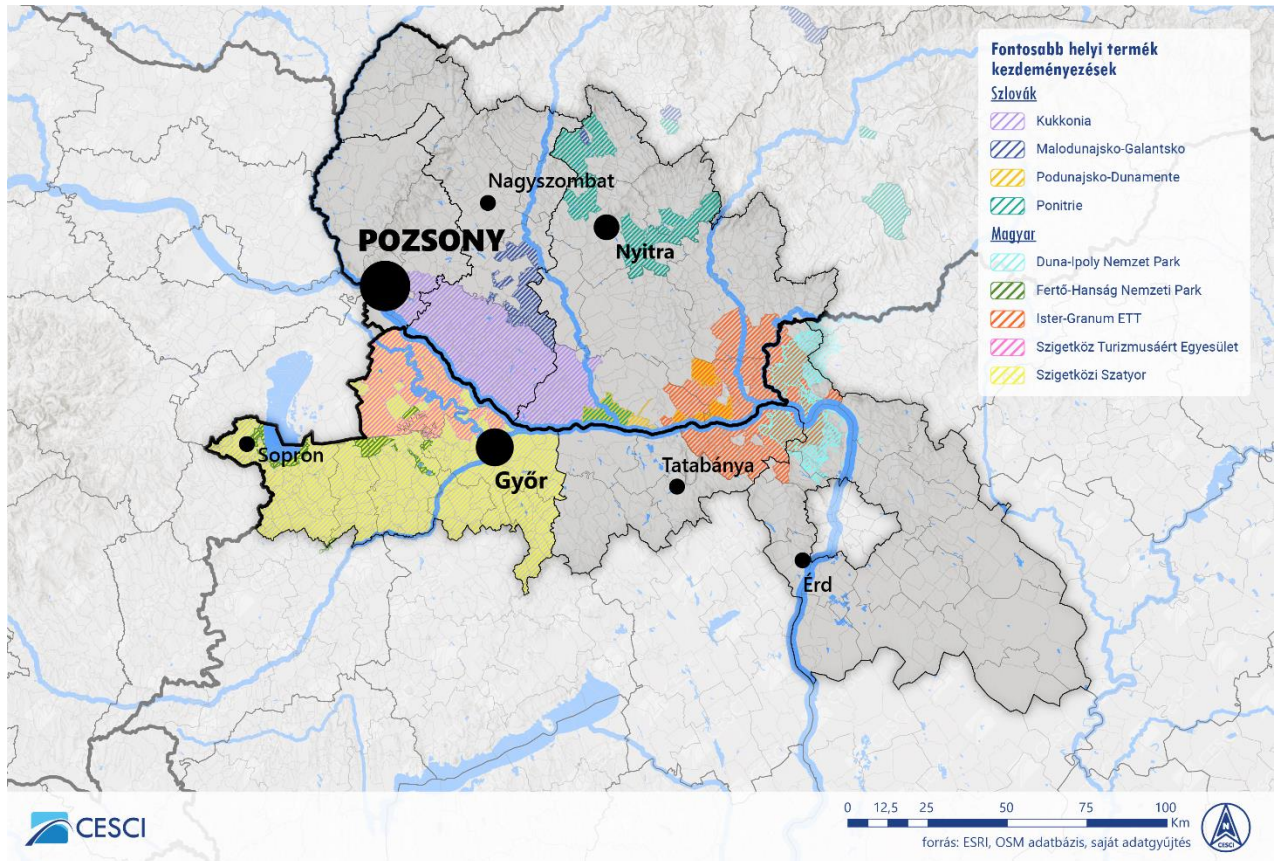 Fontosabb helyi termék
kezdeményezések
Szlovák
Kukkonia
Malodunajsko-Galantsko
Podunajsko-Dunamente
Ponitrie
Magyar
Duna-Ipoly Nemzet Park
Fertő-Hanság Nemzeti Park
Ister-Granum ETT
Szigetköz Turizmusáért Egyesület
Szigetközi Szatyor
Nagyszombat
POZSONY
Nyitra
Soprón
Győr
Tatabánya
Érd
CESCI
0 12,5 25 50 75 100
Km
forrás: ESRI, OSM adatbázis, saját adatgyűjtés
N
CESCI